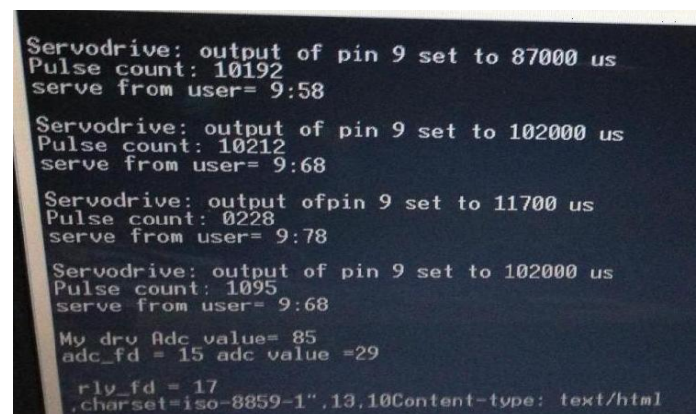 Servodrive: output of pin 9 set to 87000 us
Pulse count: 10192
serve from user= 9:58
Servodrive: output of pin 9 set to 102000 us
Pulse count: 10212
serve from user= 9:68
Servodrive: output ofpin 9 set to 11700 us
Pulse count: 0228
serve from user= 9:78
Servodrive: output of pin 9 set to 102000 us
Pulse count: 1095
serve from user= 9:68
My drv Adc value= 85
adc_fd = 15 adc value =29
rly_fd = 17
,charset=iso-8859-1",13,10Content-type: text/html